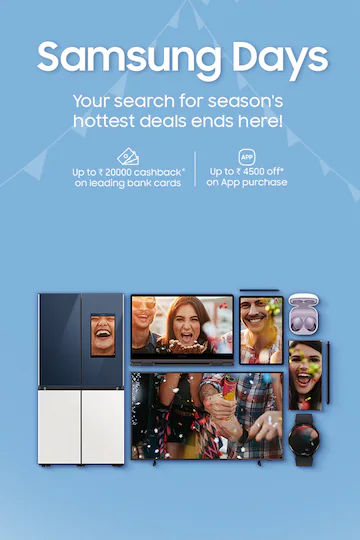 Samsung Days
Your search for season's
hottest deals ends here!
APP
Up to ₹ 20000 cashback*
on leading bank cards
Up to ₹ 4500 off*
on App purchase